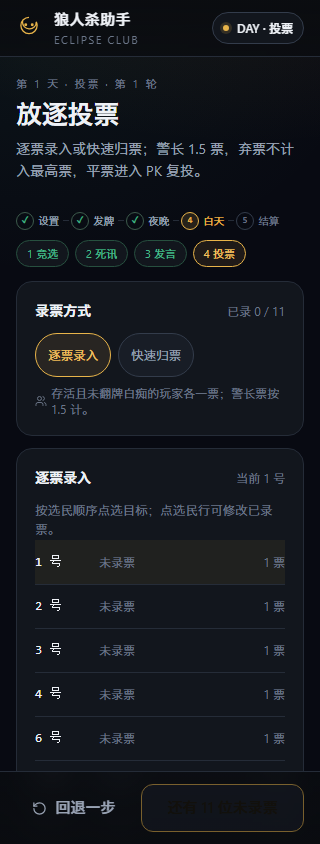 狼人杀助手
ECLIPSE CLUB
DAY · 投票
第 1 天 · 投票 · 第 1 轮
放逐投票
逐票录入或快速归票；警长 1.5 票，弃票不计
入最高票，平票进入 PK 复投。
✓ 设置 ✓ 发牌 ✓ 夜晚 4 白天 5 结算
1 竞选 2 死讯 3 发言 4 投票
录票方式 已录 0 / 11
逐票录入 快速归票
存活且未翻牌白痴的玩家各一票；警长票按
1.5 计。
逐票录入 当前 1 号
按选民顺序点选目标；点选民行可修改已录
票。
1 号 未录票 1 票
2 号 未录票 1 票
3 号 未录票 1 票
4 号 未录票 1 票
6 号 未录票 1 票
回退一步